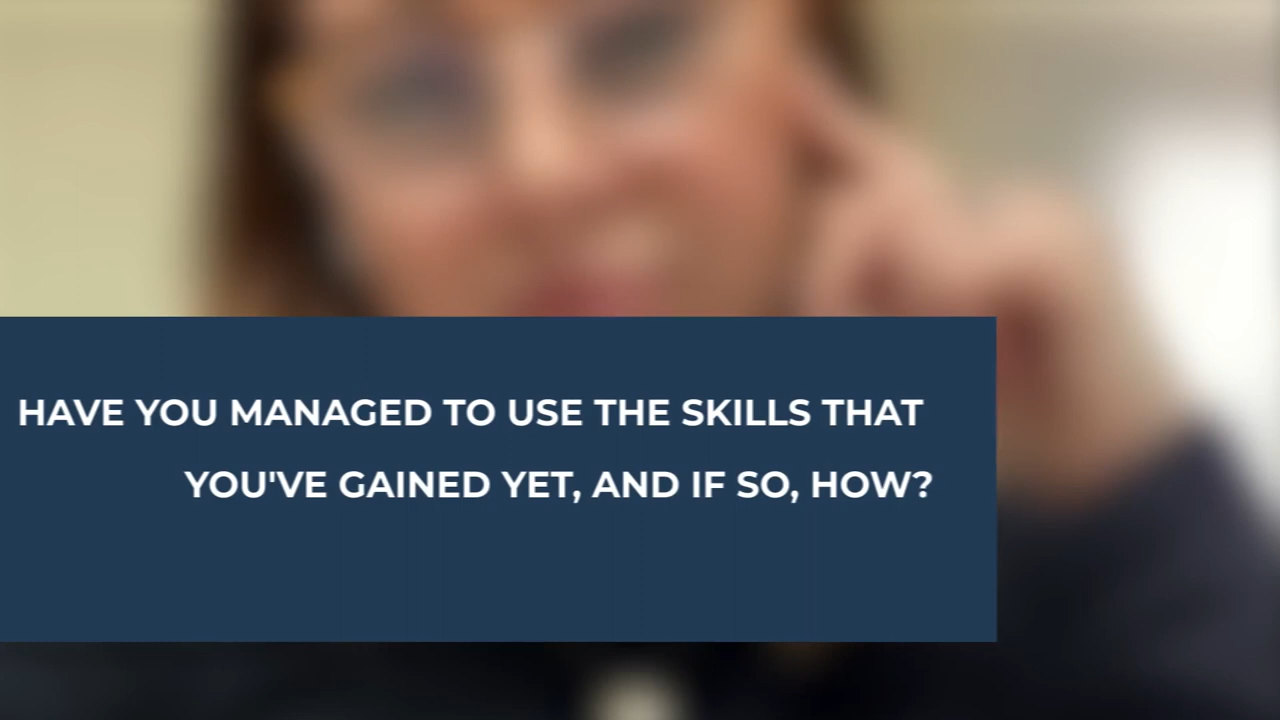 HAVE YOU MANAGED TO USE THE SKILLS THAT
YOU'VE GAINED YET, AND IF SO, HOW?